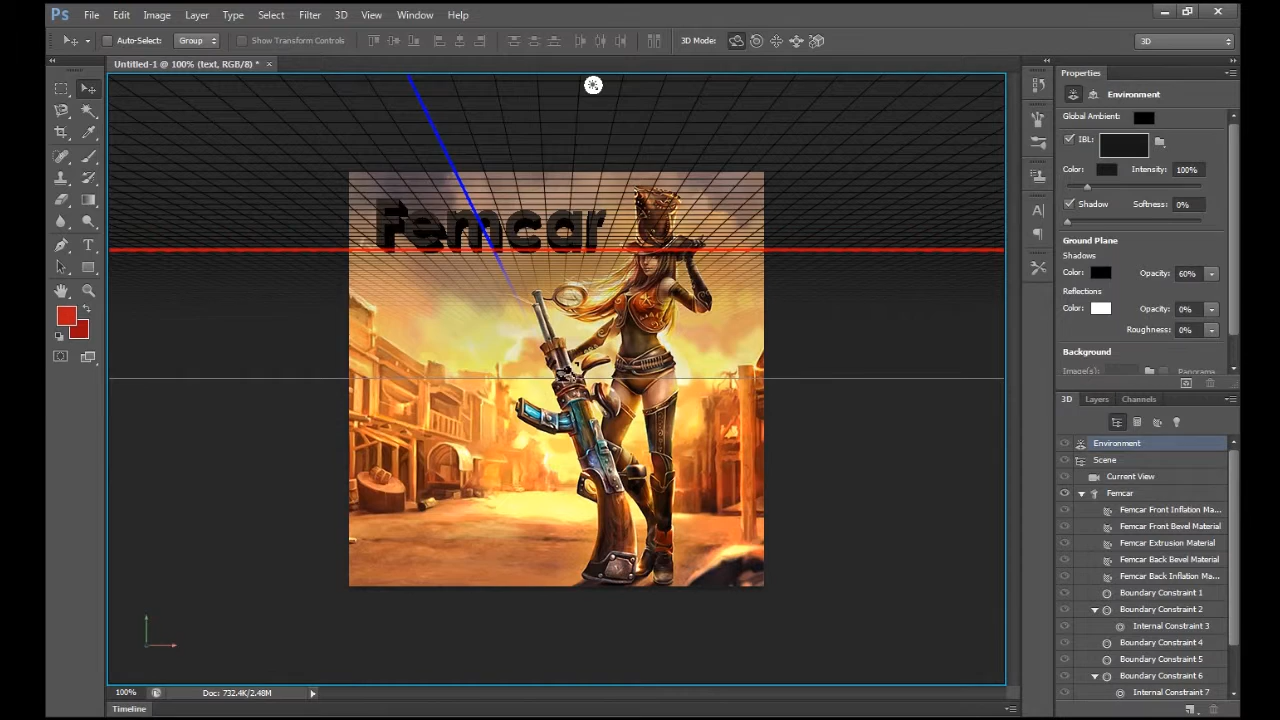 Ps File Edit Image Layer Type Select Filter 3D View Window Help
Auto-Select: Group Show Transform Controls 3D Mode: 3D
Untitled-1 @ 100% (text, RGB/8) * ×
Properties
Environment
Global Ambient:
IBL:
Color: Intensity: 100%
Shadow Softness: 0%
Ground Plane
Shadows
Color: Opacity: 60%
Reflections
Color: Opacity: 0%
Roughness: 0%
Background
Image(s): Panorama
Femcar
3D Layers Channels
Environment
Scene
Current View
Femcar
Femcar Front Inflation Ma...
Femcar Front Bevel Material
Femcar Extrusion Material
Femcar Back Bevel Material
Femcar Back Inflation Ma...
Boundary Constraint 1
Boundary Constraint 2
Internal Constraint 3
Boundary Constraint 4
Boundary Constraint 5
Boundary Constraint 6
Internal Constraint 7
100% Doc: 732.4K/2.48M
Timeline